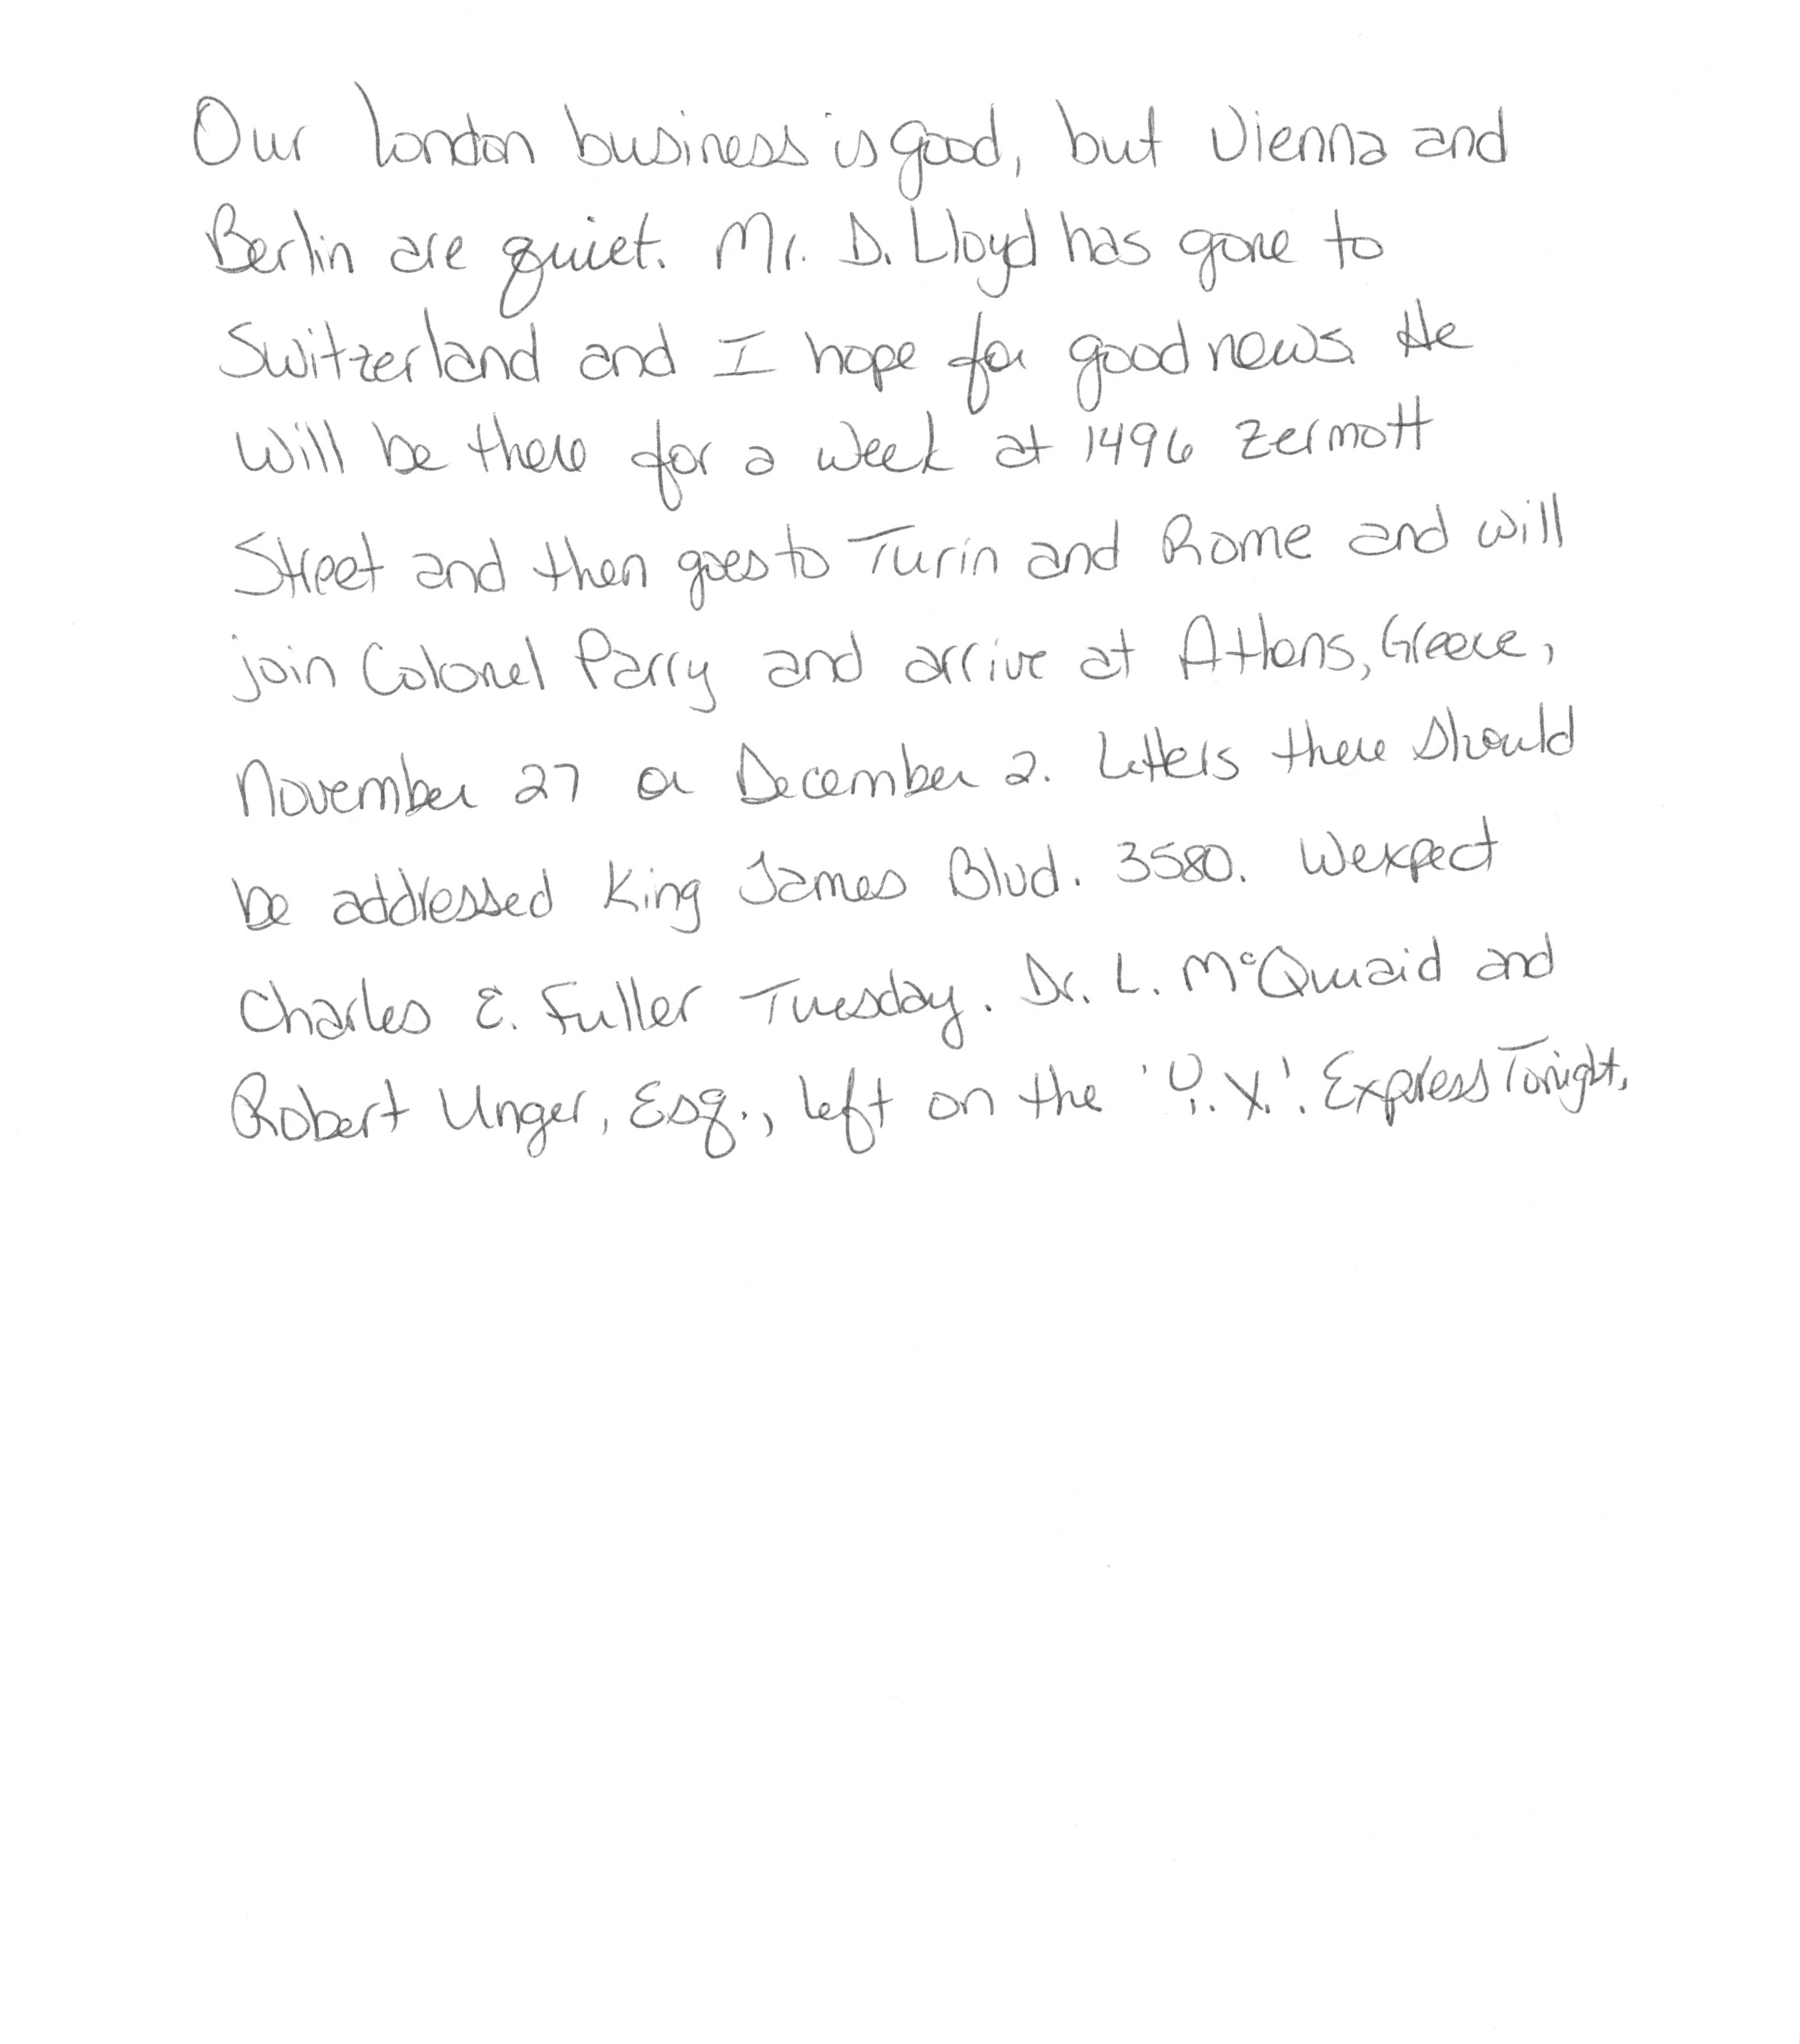 Our London business is good, but Vienna and
Berlin are quiet. Mr. D. Lloyd has gone to
Switzerland and I hope for good news. He
will be there for a week at 1496 Zermott
Street and then goes to Turin and Rome and will
join Colonel Parry and arrive at Athens, Greece,
November 27 or December 2. Letters there should
be addressed King James Blvd. 3580. Wexpect
Charles E. Fuller Tuesday. Dr. L. McQuaid and
Robert Unger, Esq., left on the 'Y.X.'. Express Tonight.